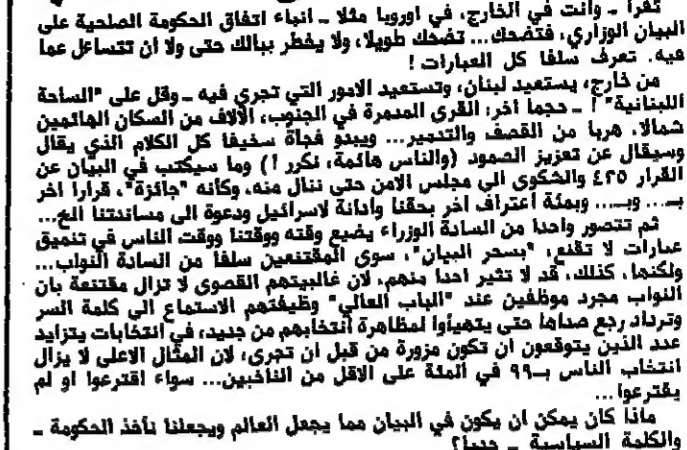 تقرأ ـ وانت في الخارج، في اوروبا مثلا ـ انباء اتفاق الحكومة الصلحية على
البيان الوزاري، فتضحك... تضحك طويلا، ولا يخطر ببالك حتى ولا ان تتساءل عما
فيه. تعرف سلفا كل العبارات !
من خارج، يستعيد لبنان، وتستعيد الامور التي تجري فيه ـ وقل على "الساحة
اللبنانية" ! ـ حجما آخر: القرى المدمرة في الجنوب، الآلاف من السكان الهائمين
شمالا، هربا من القصف والتدمير... ويبدو فجأة سخيفا كل الكلام الذي يقال
وسيقال عن تعزيز الصمود (والناس هائمة، نكرر !) وما سيكتب في البيان عن
القرار ٤٢٥ والشكوى الى مجلس الامن حتى ننال منه، وكأنه "جائزة"، قرارا آخر
بـ... وبـ... وبمئة اعتراف آخر بحقنا وادانة لاسرائيل ودعوة الى مساندتنا الخ...
ثم تتصور واحدا من السادة الوزراء يضيع وقته ووقتنا ووقت الناس في تنميق
عبارات لا تقنع، "بسحر البيان"، سوى المقتنعين سلفا من السادة النواب...
ولكنها، كذلك، قد لا تثير احدا منهم، لان غالبيتهم القصوى لا تزال مقتنعة بان
النواب مجرد موظفين عند "الباب العالي" وظيفتهم الاستماع الى كلمة السر
وترداد رجع صداها حتى يتهيأوا لمظاهرة انتخابهم من جديد، في انتخابات يتزايد
عدد الذين يتوقعون ان تكون مزورة من قبل ان تجرى، لان المثال الاعلى لا يزال
انتخاب الناس بـ٩٩ في المئة على الاقل من الناخبين... سواء اقترعوا او لم
يقترعوا...
ماذا كان يمكن ان يكون في البيان مما يجعل العالم ويجعلنا نأخذ الحكومة ـ
والكلمة السياسية ـ جديا؟